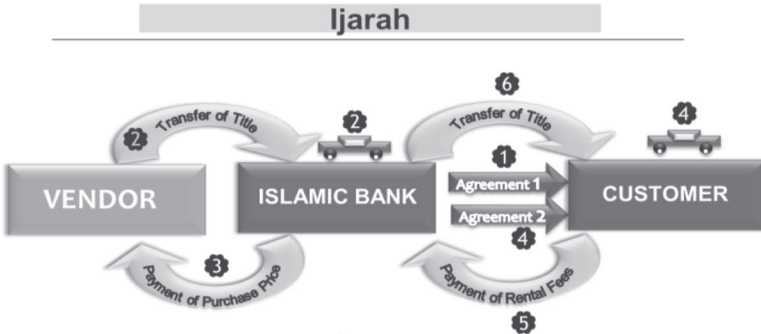 Ijarah
6
2 Transfer of Title
2
Transfer of Title
4
1
VENDOR
ISLAMIC BANK
Agreement 1
Agreement 2
CUSTOMER
4
3
Payment of Purchase Price
Payment of Rental Fees
5